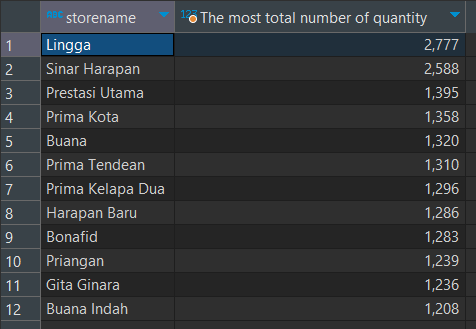 storename The most total number of quantity
1 Lingga 2,777
2 Sinar Harapan 2,588
3 Prestasi Utama 1,395
4 Prima Kota 1,358
5 Buana 1,320
6 Prima Tendean 1,310
7 Prima Kelapa Dua 1,296
8 Harapan Baru 1,286
9 Bonafid 1,283
10 Priangan 1,239
11 Gita Ginara 1,236
12 Buana Indah 1,208